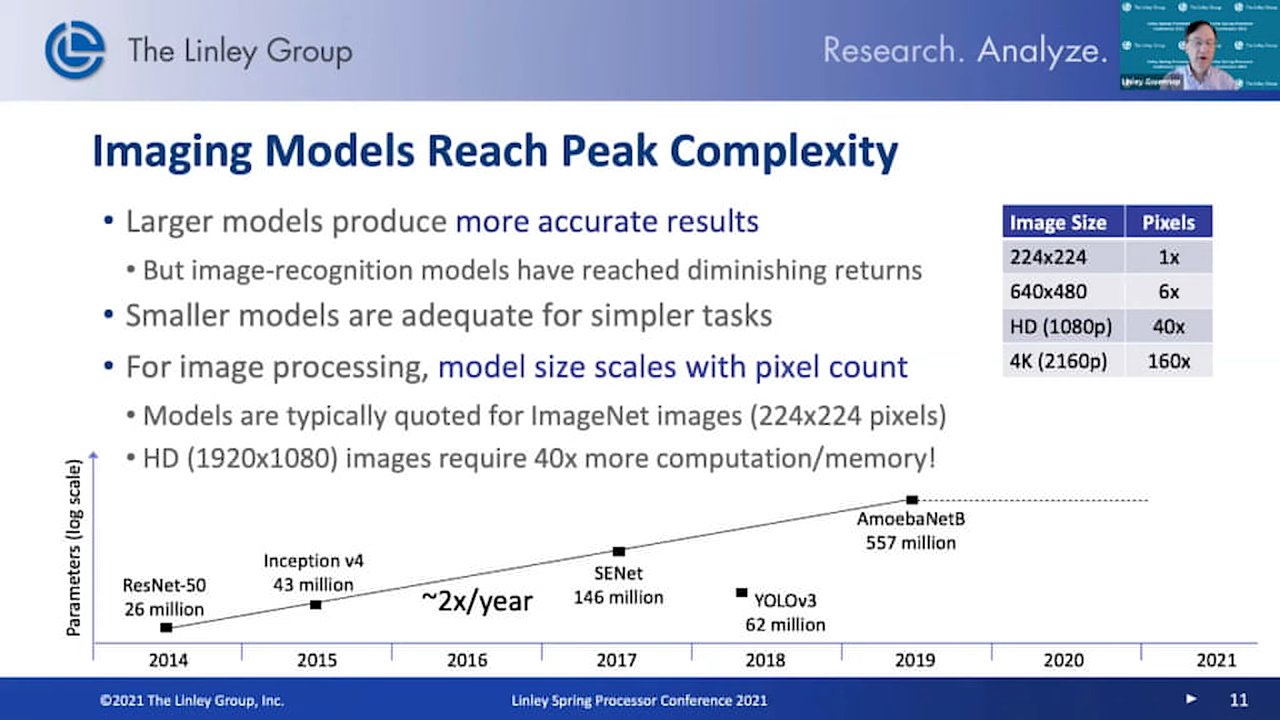 The Linley Group
Research. Analyze.
Imaging Models Reach Peak Complexity
• Larger models produce more accurate results
• But image-recognition models have reached diminishing returns
• Smaller models are adequate for simpler tasks
• For image processing, model size scales with pixel count
• Models are typically quoted for ImageNet images (224x224 pixels)
• HD (1920x1080) images require 40x more computation/memory!
Image Size Pixels
224x224 1x
640x480 6x
HD (1080p) 40x
4K (2160p) 160x
Parameters (log scale)
ResNet-50
26 million
Inception v4
43 million
~2x/year
SENet
146 million
YOLOv3
62 million
AmoebaNetB
557 million
2014 2015 2016 2017 2018 2019 2020 2021
©2021 The Linley Group, Inc.
Linley Spring Processor Conference 2021
11